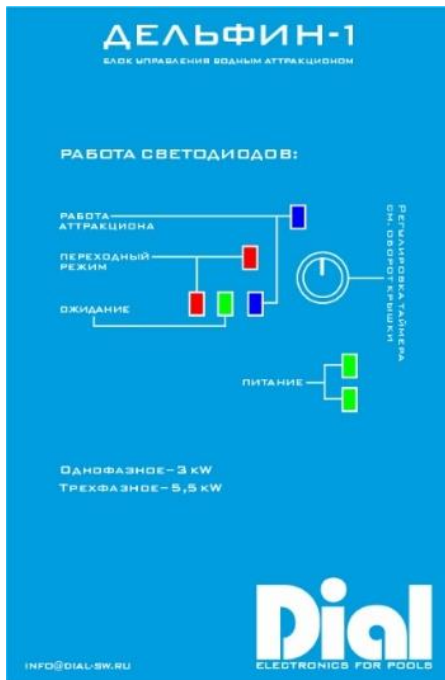 ДЕЛЬФИН-1
БЛОК УПРАВЛЕНИЯ ВОДНЫМ АТТРАКЦИОНОМ
РАБОТА СВЕТОДИОДОВ:
РАБОТА
АТТРАКЦИОНА
ПЕРЕХОДНЫЙ
РЕЖИМ
ОЖИДАНИЕ
РЕГУЛИРОВКА ТАЙМЕРА
СМ. ОБОРОТ КРЫШКИ
ПИТАНИЕ
ОДНОФАЗНОЕ–3 KW
ТРЕХФАЗНОЕ–5,5 KW
Dial
ELECTRONICS FOR POOLS
INFO@DIAL-SW.RU